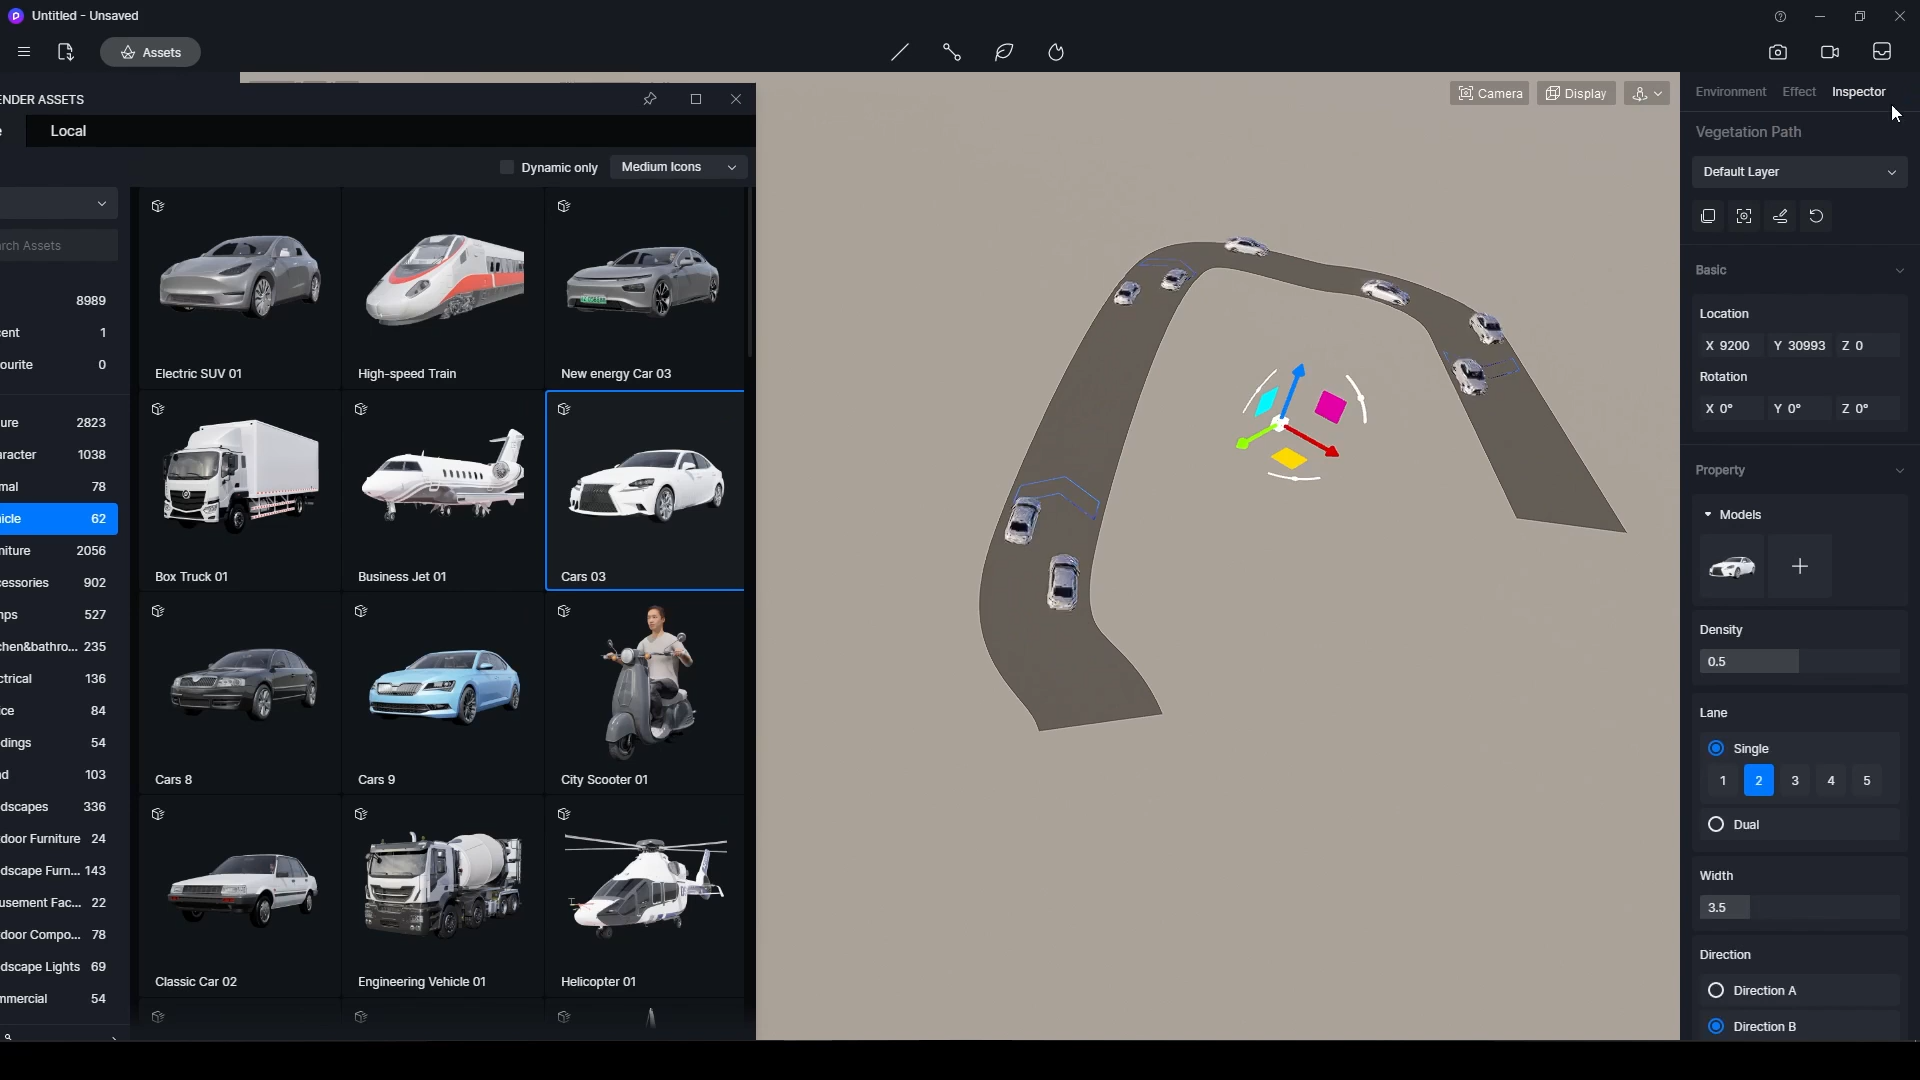 Untitled - Unsaved
Assets
ENDER ASSETS
Local
Dynamic only
Medium Icons
rch Assets
8989
ent 1
ourite 0
ure 2823
aracter 1038
mal 78
icle 62
niture 2056
essories 902
mps 527
chen&bathro... 235
ctrical 136
ice 84
dings 54
d 103
dscapes 336
door Furniture 24
dscape Furn... 143
usement Fac... 22
door Compo... 78
dscape Lights 69
mmercial 54
Electric SUV 01
High-speed Train
New energy Car 03
Box Truck 01
Business Jet 01
Cars 03
Cars 8
Cars 9
City Scooter 01
Classic Car 02
Engineering Vehicle 01
Helicopter 01
Camera
Display
Environment
Effect
Inspector
Vegetation Path
Default Layer
Basic
Location
X 9200 Y 30993 Z 0
Rotation
X 0° Y 0° Z 0°
Property
Models
Density
0.5
Lane
Single
1 2 3 4 5
Dual
Width
3.5
Direction
Direction A
Direction B